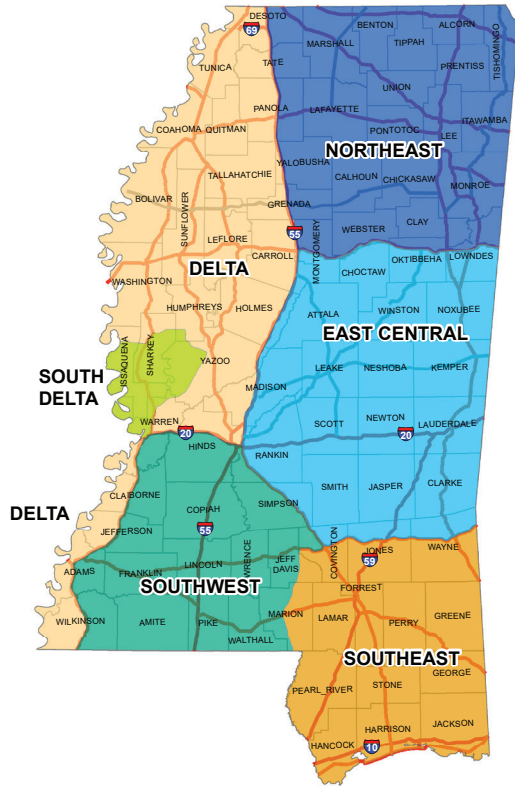 DESOTO
BENTON
ALCORN
69
MARSHALL
TIPPAH
TISHOMINGO
TUNICA
TATE
PRENTISS
UNION
PANOLA
LAFAYETTE
ITAWAMBA
COAHOMA
QUITMAN
PONTOTOC
LEE
NORTHEAST
YALOBUSHA
TALLAHATCHIE
CALHOUN
CHICKASAW
MONROE
BOLIVAR
SUNFLOWER
GRENADA
CLAY
WEBSTER
55
LEFLORE
MONTGOMERY
CARROLL
OKTIBBEHA
LOWNDES
DELTA
CHOCTAW
WASHINGTON
HUMPHREYS
HOLMES
ATTALA
WINSTON
NOXUBEE
EAST CENTRAL
ISSAQUENA
SHARKEY
YAZOO
SOUTH
DELTA
LEAKE
NESHOBA
KEMPER
MADISON
WARREN
20
SCOTT
NEWTON
LAUDERDALE
20
HINDS
RANKIN
SMITH
JASPER
CLARKE
CLAIBORNE
COPIAH
SIMPSON
DELTA
JEFFERSON
55
COVINGTON
JONES
WAYNE
59
ADAMS
FRANKLIN
LINCOLN
WRENCE
JEFF
DAVIS
SOUTHWEST
FORREST
WILKINSON
AMITE
PIKE
MARION
LAMAR
PERRY
GREENE
WALTHALL
SOUTHEAST
GEORGE
PEARL_RIVER
STONE
HARRISON
JACKSON
HANCOCK
10